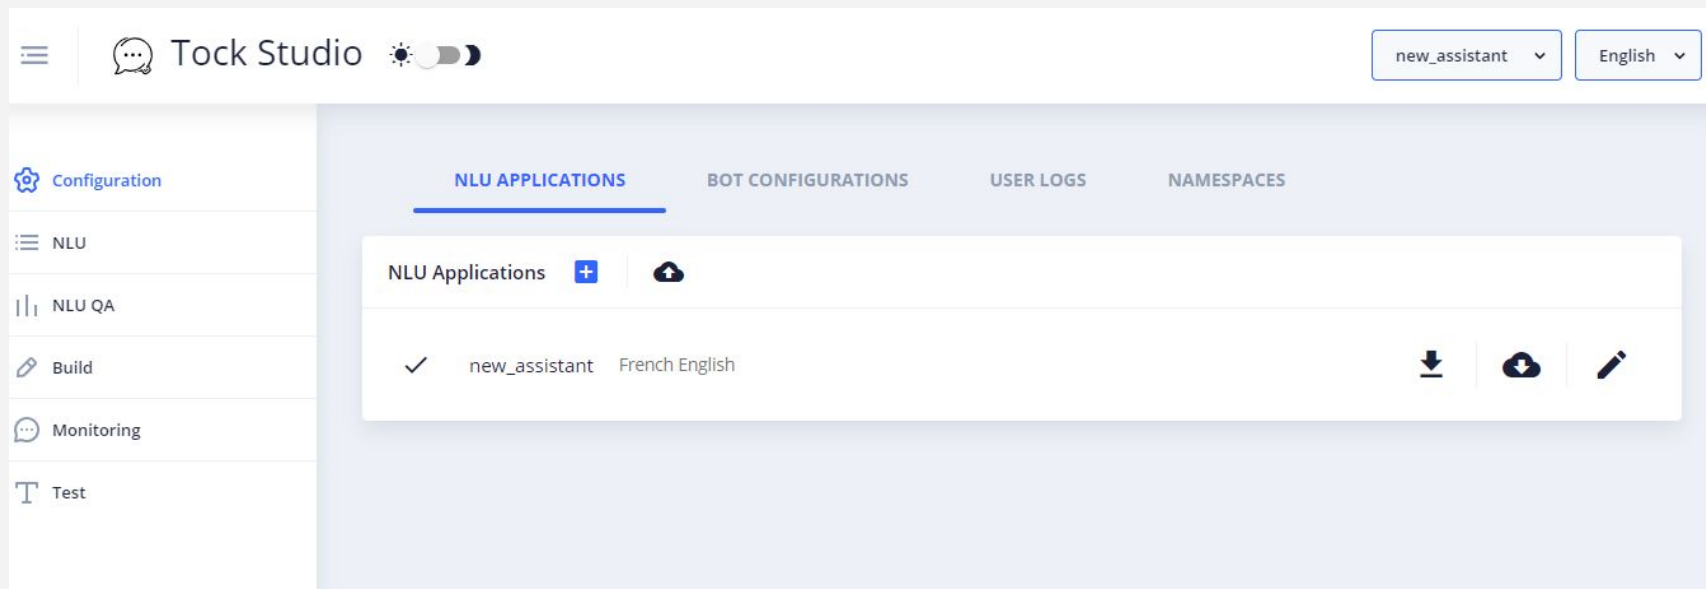 Tock Studio
new_assistant
English
Configuration
NLU
NLU QA
Build
Monitoring
Test
NLU APPLICATIONS
BOT CONFIGURATIONS
USER LOGS
NAMESPACES
NLU Applications
new_assistant French English